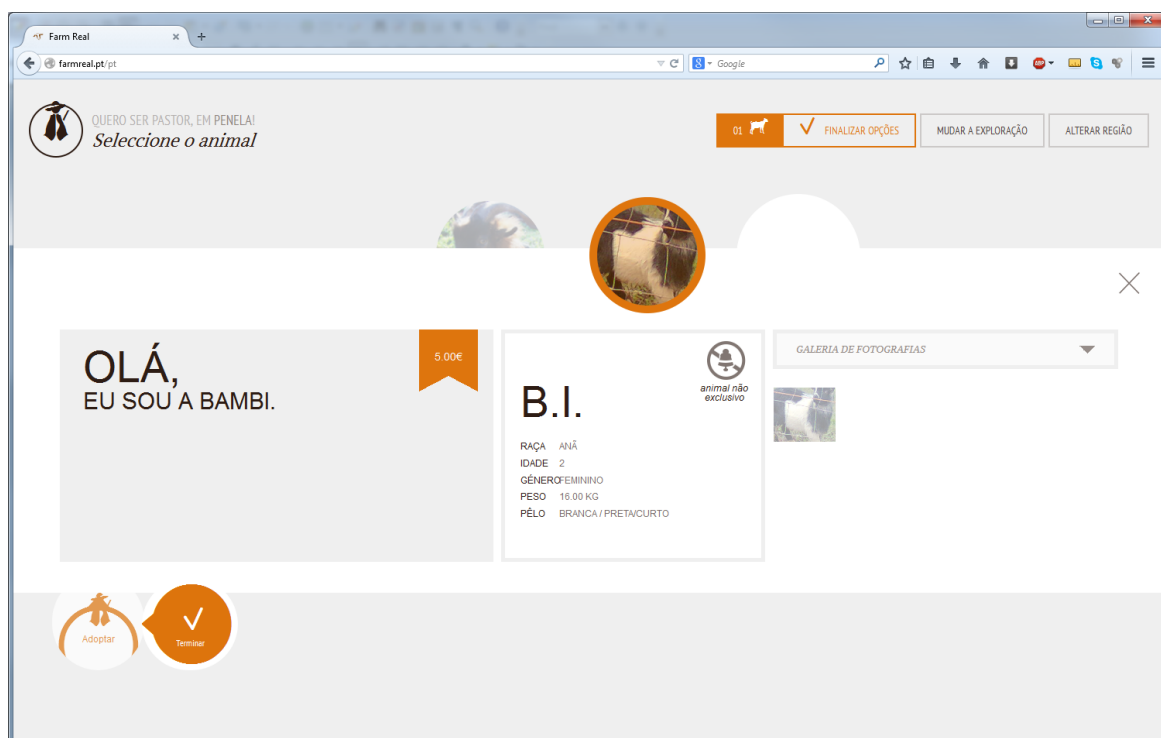 Farm Real
farmreal.pt/pt
Google
QUERO SER PASTOR, EM PENELA!
Seleccione o animal
01
FINALIZAR OPÇÕES
MUDAR A EXPLORAÇÃO
ALTERAR REGIÃO
OLÁ,
EU SOU A BAMBI.
5.00€
B.I.
animal não
exclusivo
RAÇA ANÃ
IDADE 2
GÉNERO FEMININO
PESO 16.00 KG
PÊLO BRANCA / PRETA/CURTO
GALERIA DE FOTOGRAFIAS
Adoptar
Terminar